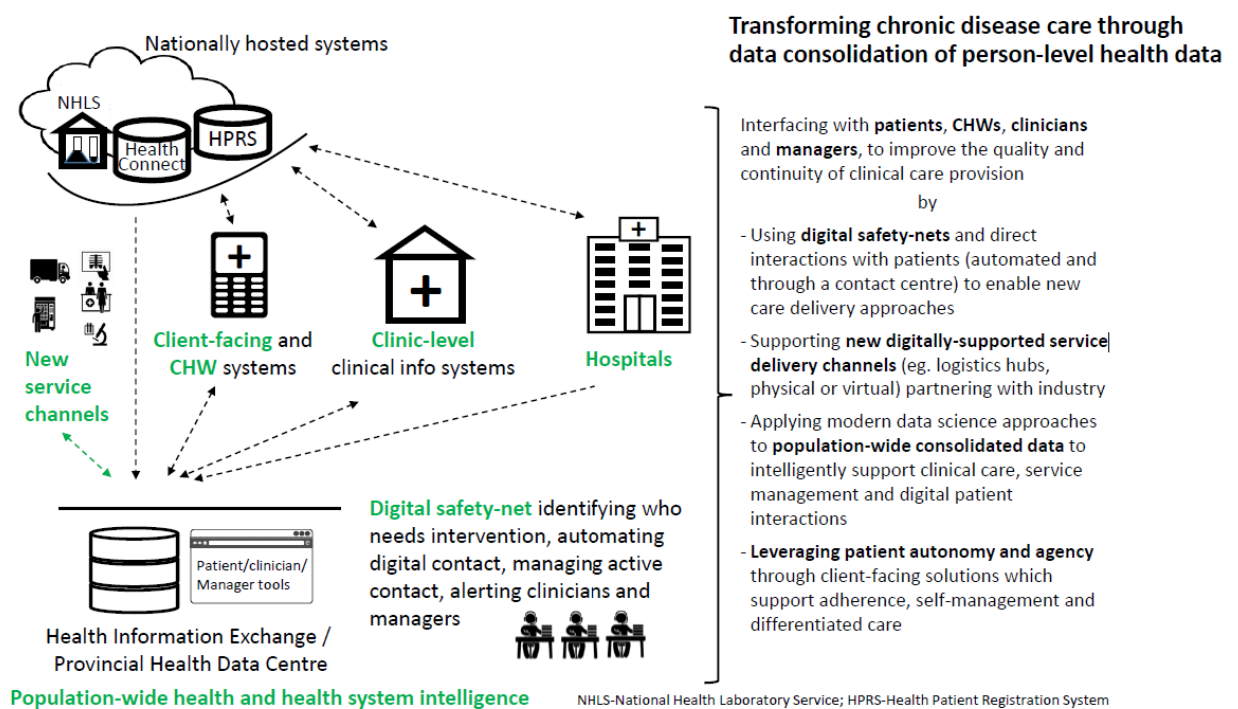 Transforming chronic disease care through
data consolidation of person-level health data
Nationally hosted systems
NHLS
Health
Connect
HPRS
New
service
channels
Client-facing and
CHW systems
Clinic-level
clinical info systems
Hospitals
Patient/clinician/
Manager tools
Health Information Exchange /
Provincial Health Data Centre
Digital safety-net identifying who
needs intervention, automating
digital contact, managing active
contact, alerting clinicians and
managers
Population-wide health and health system intelligence
Interfacing with patients, CHWs, clinicians
and managers, to improve the quality and
continuity of clinical care provision
by
- Using digital safety-nets and direct
interactions with patients (automated and
through a contact centre) to enable new
care delivery approaches
- Supporting new digitally-supported service
delivery channels (eg. logistics hubs,
physical or virtual) partnering with industry
- Applying modern data science approaches
to population-wide consolidated data to
intelligently support clinical care, service
management and digital patient
interactions
- Leveraging patient autonomy and agency
through client-facing solutions which
support adherence, self-management and
differentiated care
NHLS-National Health Laboratory Service; HPRS-Health Patient Registration System